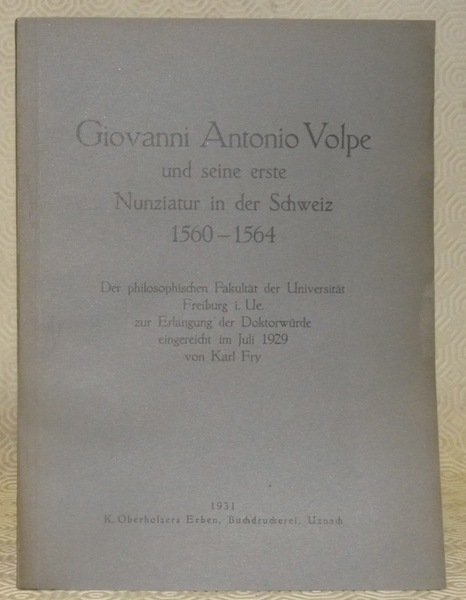 Giovanni Antonio Volpe
und seine erste
Nunziatur in der Schweiz
1560–1564
Der philosophischen Fakultät der Universität
Freiburg i. Ue.
zur Erlangung der Doktorwürde
eingereicht im Juli 1929
von Karl Fry
1931
K. Oberholzers Erben, Buchdruckerei, Uznach